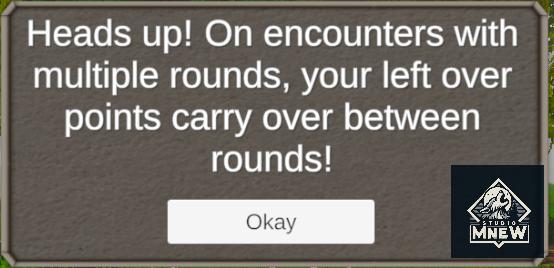 Heads up! On encounters with
multiple rounds, your left over
points carry over between
rounds!
Okay
STUDIO
MNEW